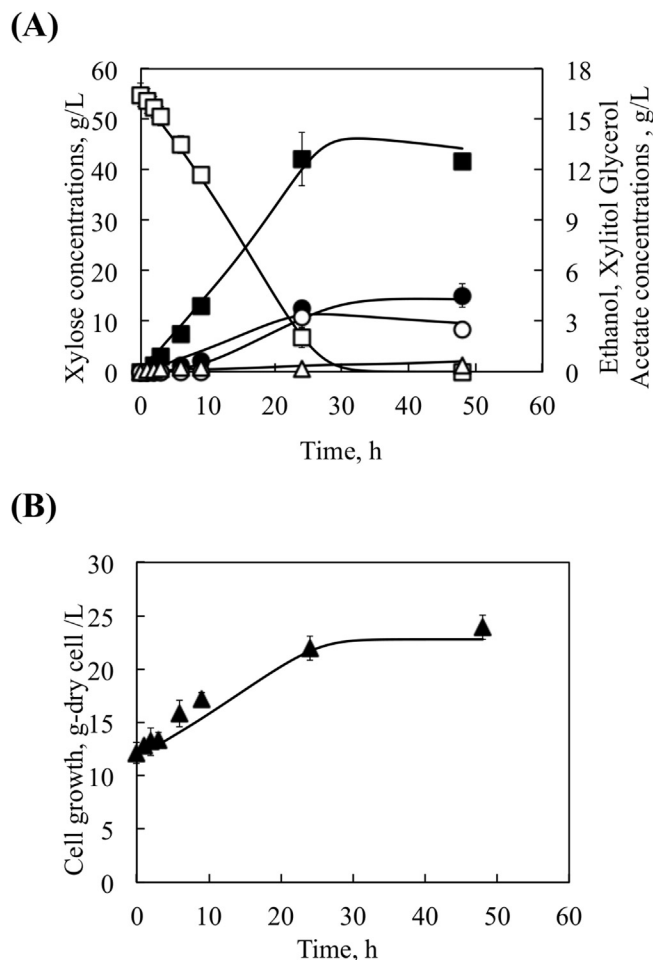 (A)
60
50
40
30
20
10
0
Xylose concentrations, g/L
18
15
12
9
6
3
0
Ethanol, Xylitol Glycerol
Acetate concentrations , g/L
0 10 20 30 40 50 60
Time, h
(B)
30
25
20
15
10
5
0
Cell growth, g-dry cell /L
0 10 20 30 40 50 60
Time, h